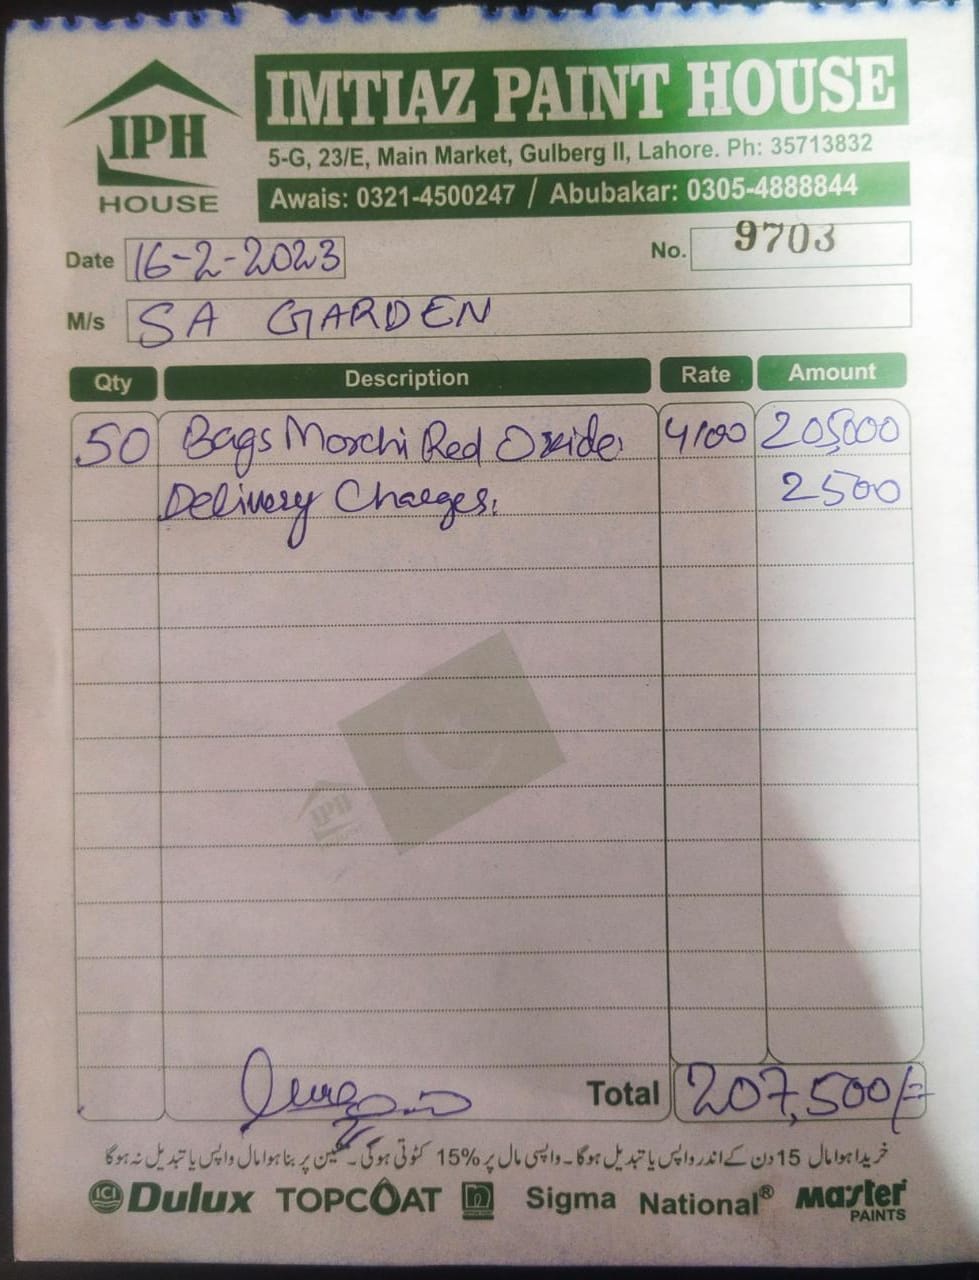 IPH
HOUSE
IMTIAZ PAINT HOUSE
5-G, 23/E, Main Market, Gulberg II, Lahore. Ph: 35713832
Awais: 0321-4500247 / Abubakar: 0305-4888844
Date 16-2-2023 No. 9703
M/s SA GARDEN
Qty Description Rate Amount
50 Bags Morchi Red Oxide 4100 205,000
Delivery Charges. 2500
IPH
Total 207,500/=
خریدا ہوا مال 15 دن کے اندر واپس یا تبدیل ہوگا۔ واپسی مال پر 15% کٹوتی ہوگی۔ مشین پر بنا ہوا مال واپس یا تبدیل نہ ہوگا
ICI Dulux TOPCOAT Sigma National® Master PAINTS